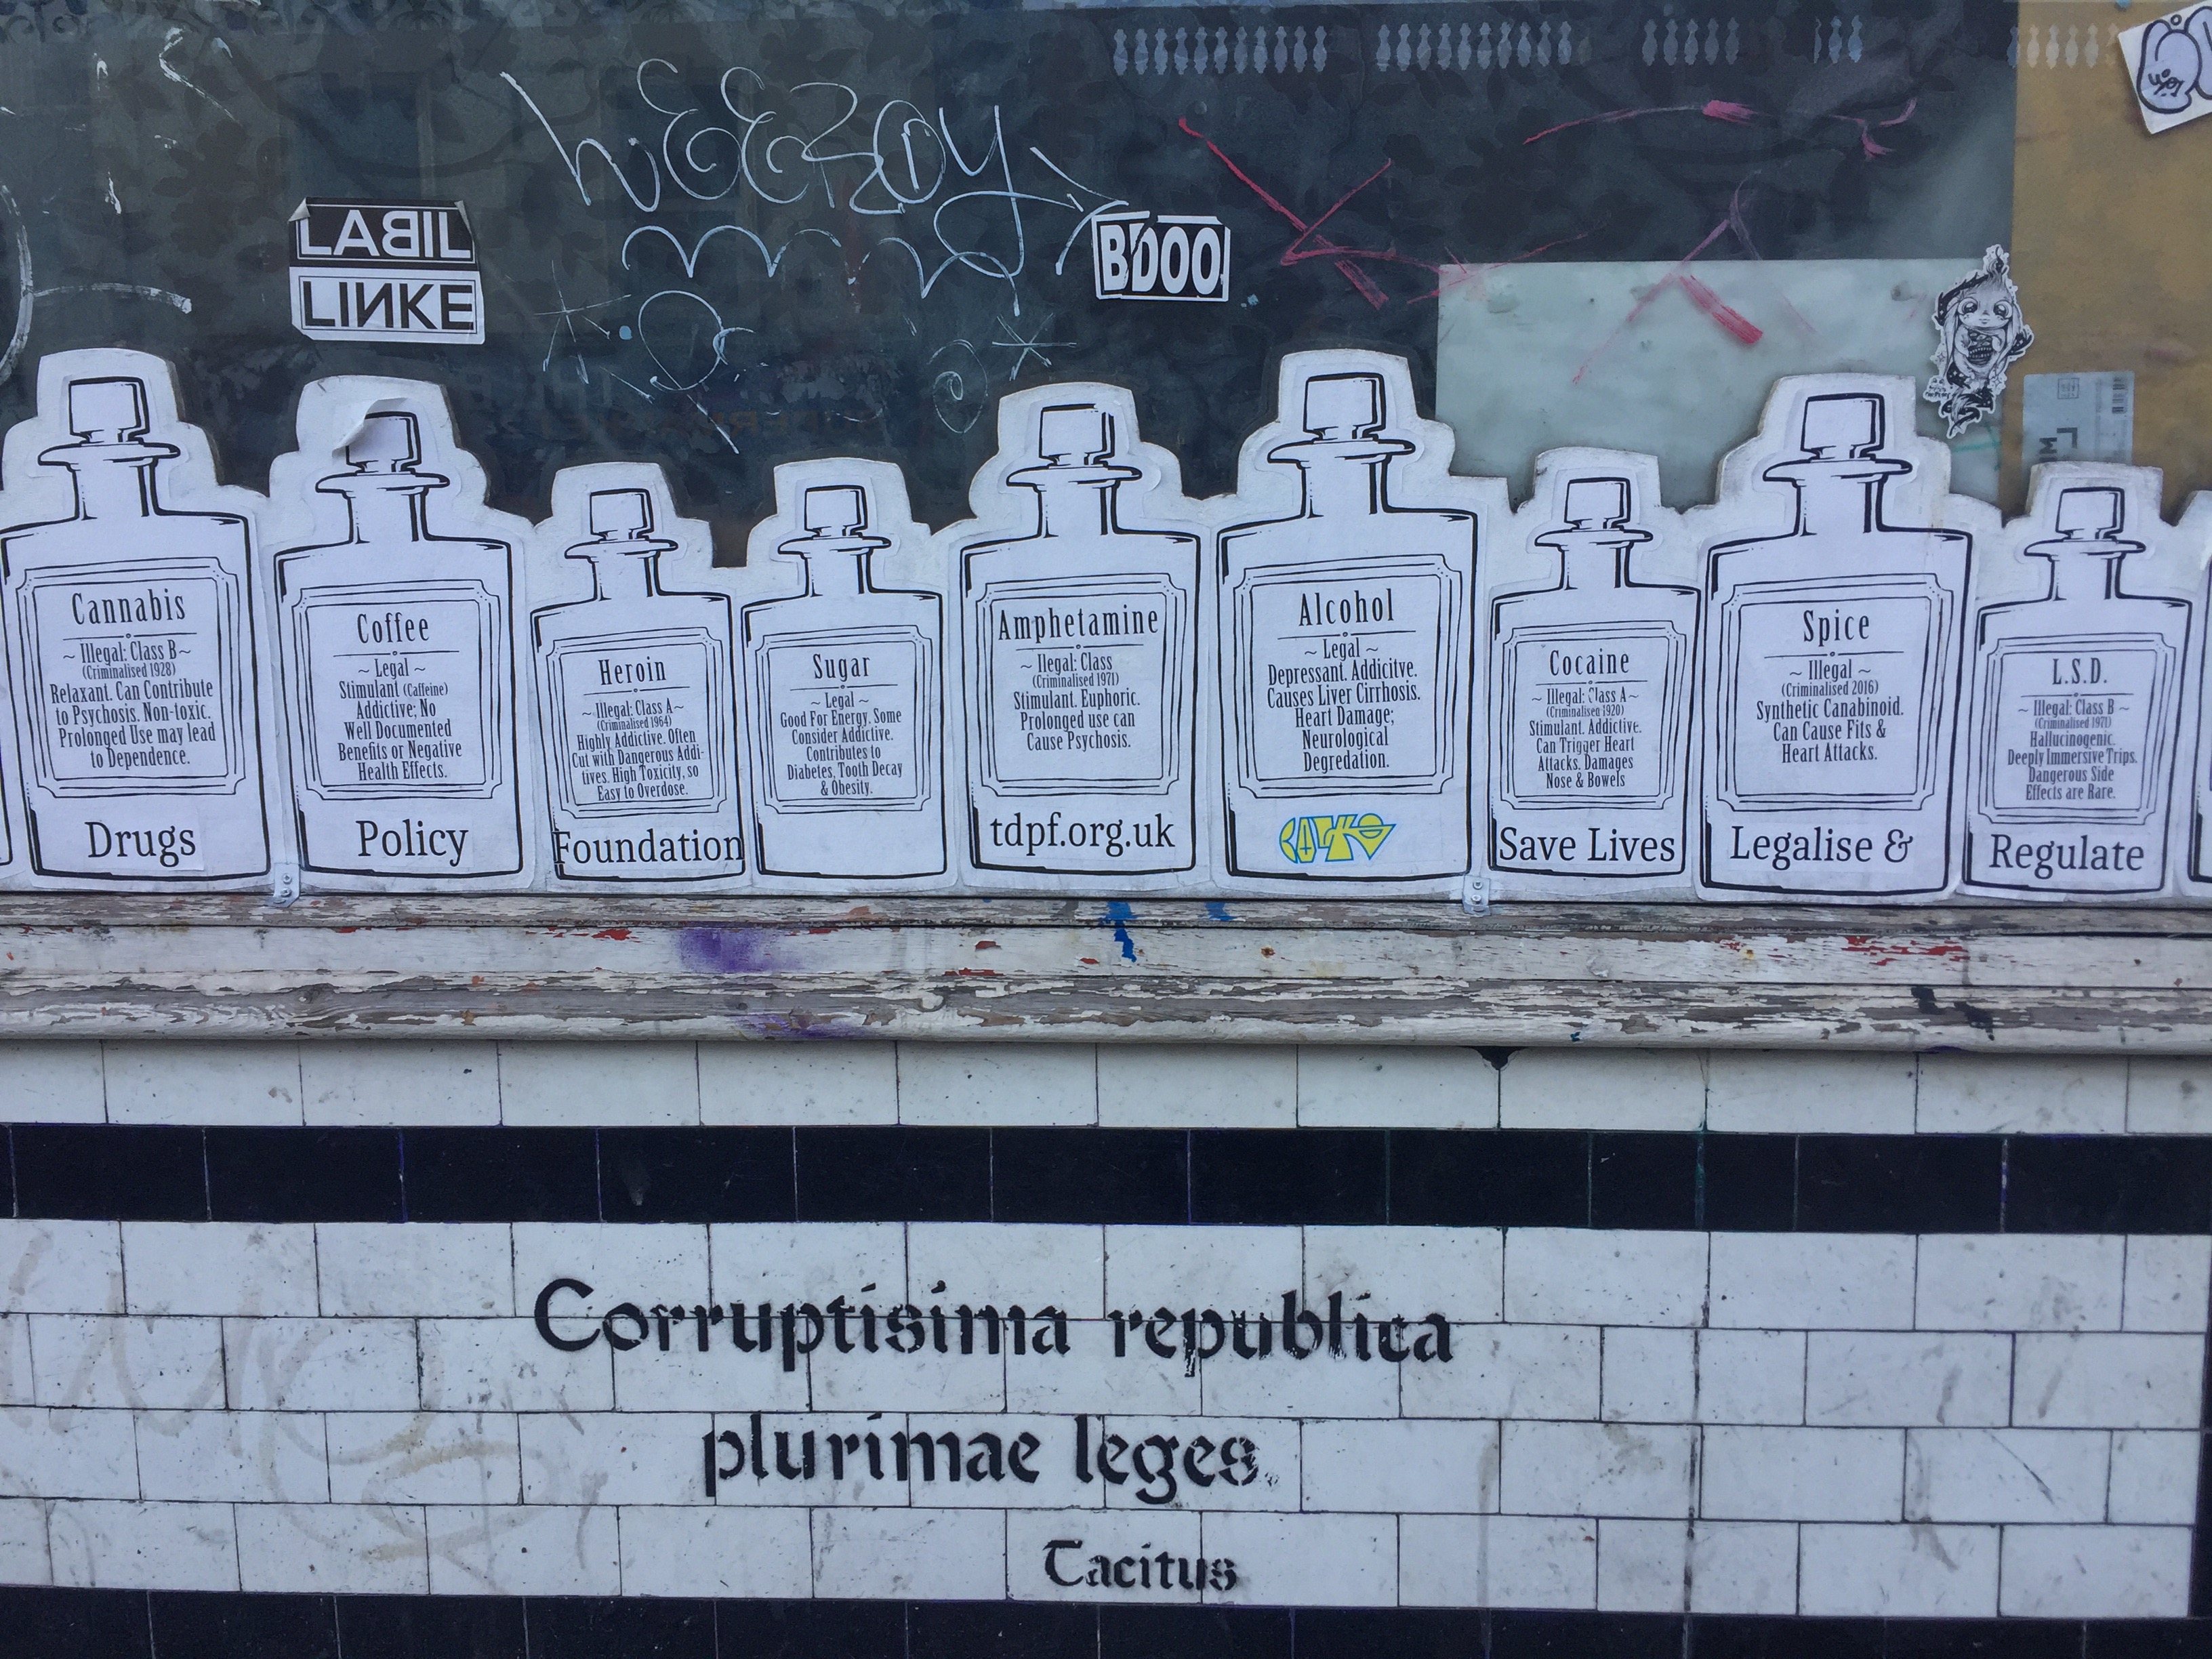 WEEZOY
LABIL
LINKE
BDOO
Cannabis
~ Illegal: Class B~
(Criminalised 1928)
Relaxant. Can Contribute
to Psychosis. Non-toxic.
Prolonged Use may lead
to Dependence.
Drugs
Coffee
~ Legal ~
Stimulant (Caffeine)
Addictive; No
Well Documented
Benefits or Negative
Health Effects.
Policy
Heroin
~Illegal: Class A~
(Criminalised 1964)
Highly Addictive. Often
Cut with Dangerous Addi-
tives. High Toxicity, so
Easy to Overdose.
Foundation
Sugar
~ Legal ~
Good For Energy. Some
Consider Addictive.
Contributes to
Diabetes, Tooth Decay
& Obesity.
Amphetamine
~ Ilegal: Class
(Criminalised 1971)
Stimulant. Euphoric.
Prolonged use can
Cause Psychosis.
tdpf.org.uk
Alcohol
~ Legal ~
Depressant. Addicitve.
Causes Liver Cirrhosis.
Heart Damage;
Neurological
Degredation.
Cocaine
~ Illegal: Class A~
(Criminalisen 1920)
Stimulant. Addictive.
Can Trigger Heart
Attacks. Damages
Nose & Bowels
Save Lives
Spice
~ Illegal ~
(Criminalised 2016)
Synthetic Canabinoid.
Can Cause Fits &
Heart Attacks.
Legalise &
L.S.D.
~ Illegal: Class B ~
(Criminalised 1971)
Hallucinogenic.
Deeply Immersive Trips.
Dangerous Side
Effects are Rare.
Regulate
Corruptisima republica
plurimae leges.
Tacitus